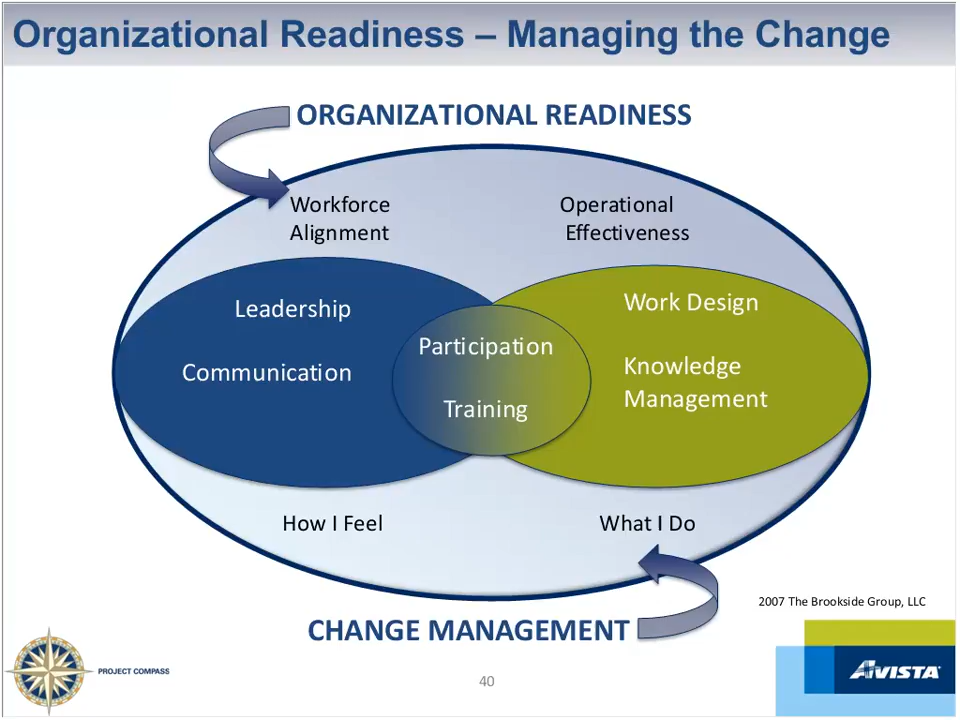 Organizational Readiness – Managing the Change
ORGANIZATIONAL READINESS
Workforce
Alignment
Operational
Effectiveness
Leadership
Communication
Participation
Training
Work Design
Knowledge
Management
How I Feel
What I Do
2007 The Brookside Group, LLC
CHANGE MANAGEMENT
PROJECT COMPASS
40
AVISTA